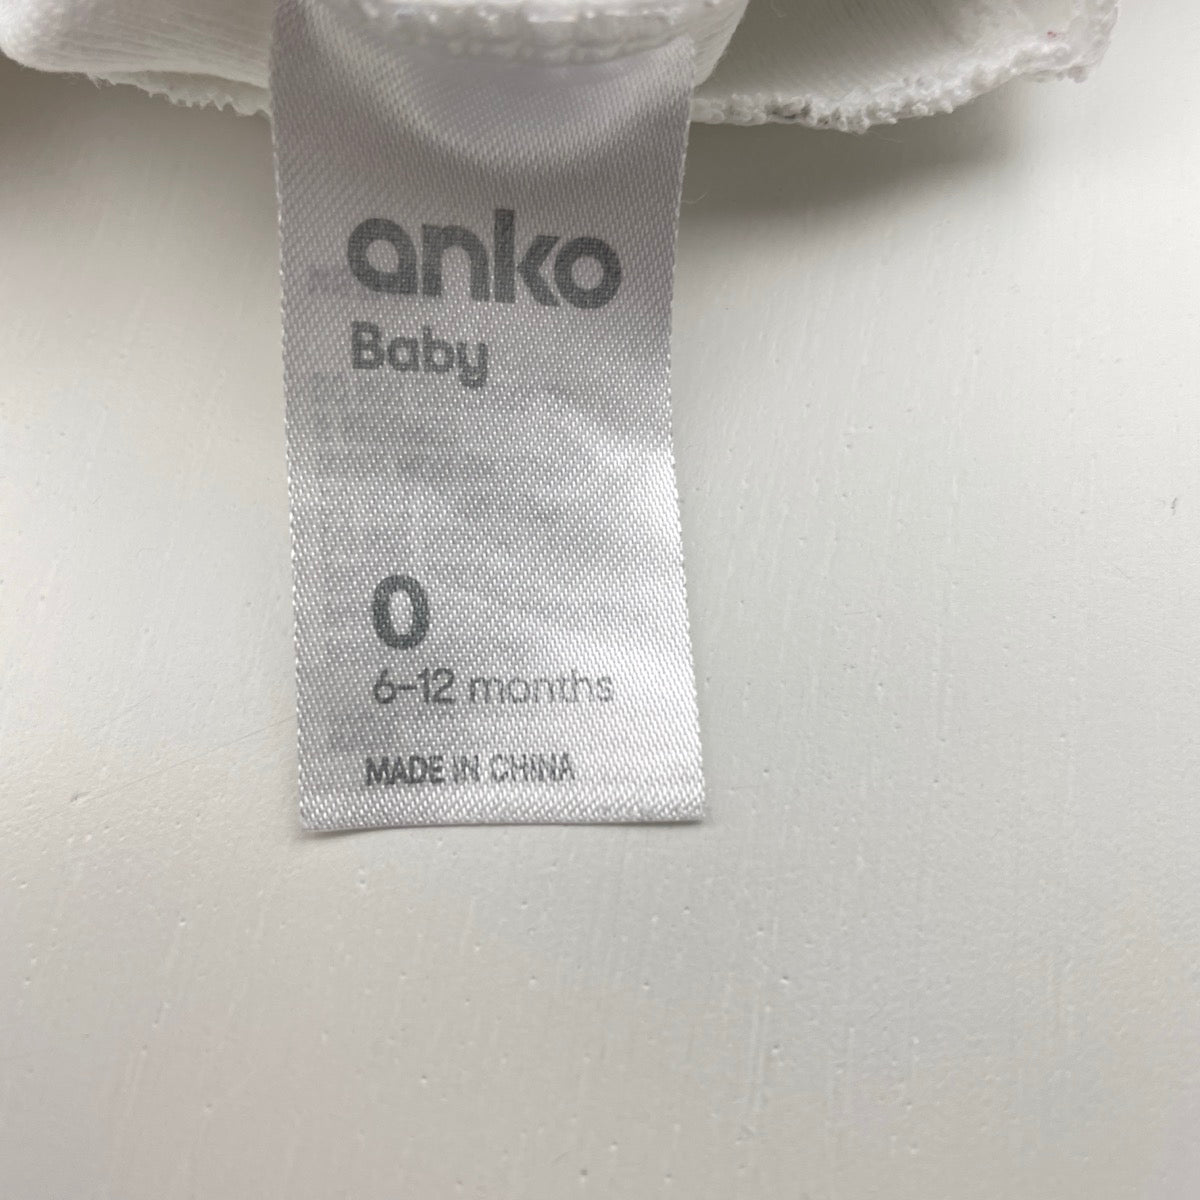 anko
Baby
0
6-12 months
MADE IN CHINA